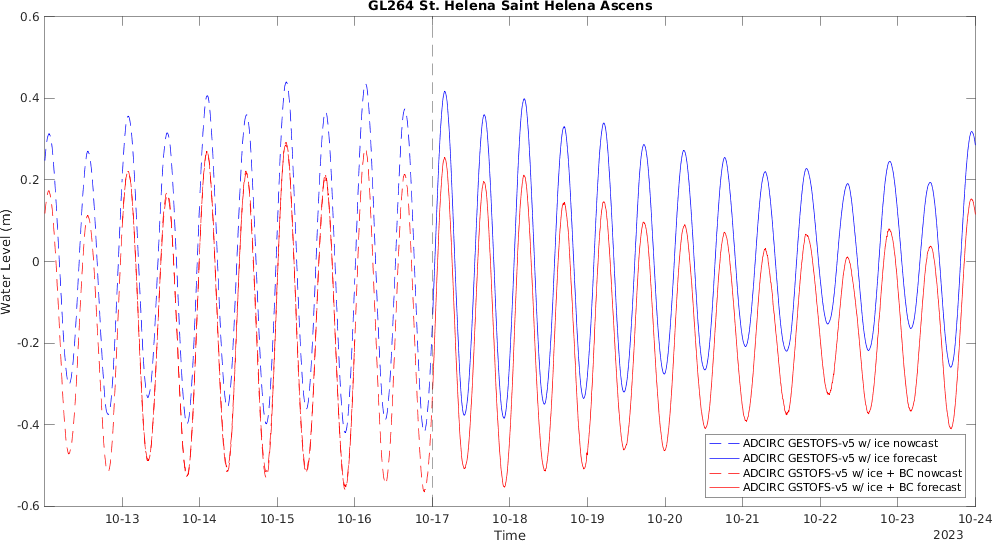 GL264 St. Helena Saint Helena Ascens
0.6
0.4
0.2
0
-0.2
-0.4
-0.6
Water Level (m)
ADCIRC GESTOFS-v5 w/ ice nowcast
ADCIRC GESTOFS-v5 w/ ice forecast
ADCIRC GSTOFS-v5 w/ ice + BC nowcast
ADCIRC GSTOFS-v5 w/ ice + BC forecast
10-13 10-14 10-15 10-16 10-17 10-18 10-19 10-20 10-21 10-22 10-23 10-24
Time
2023